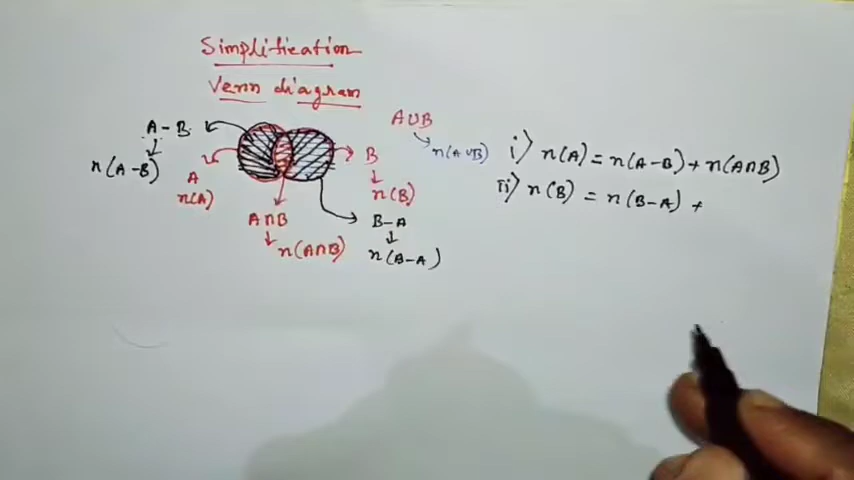 Simplification
Venn diagram
A - B
n(A-B)
A
n(A)
A∩B
n(A∩B)
B
n(B)
B-A
n(B-A)
A∪B
n(A∪B)
i) n(A) = n(A-B) + n(A∩B)
ii) n(B) = n(B-A) +